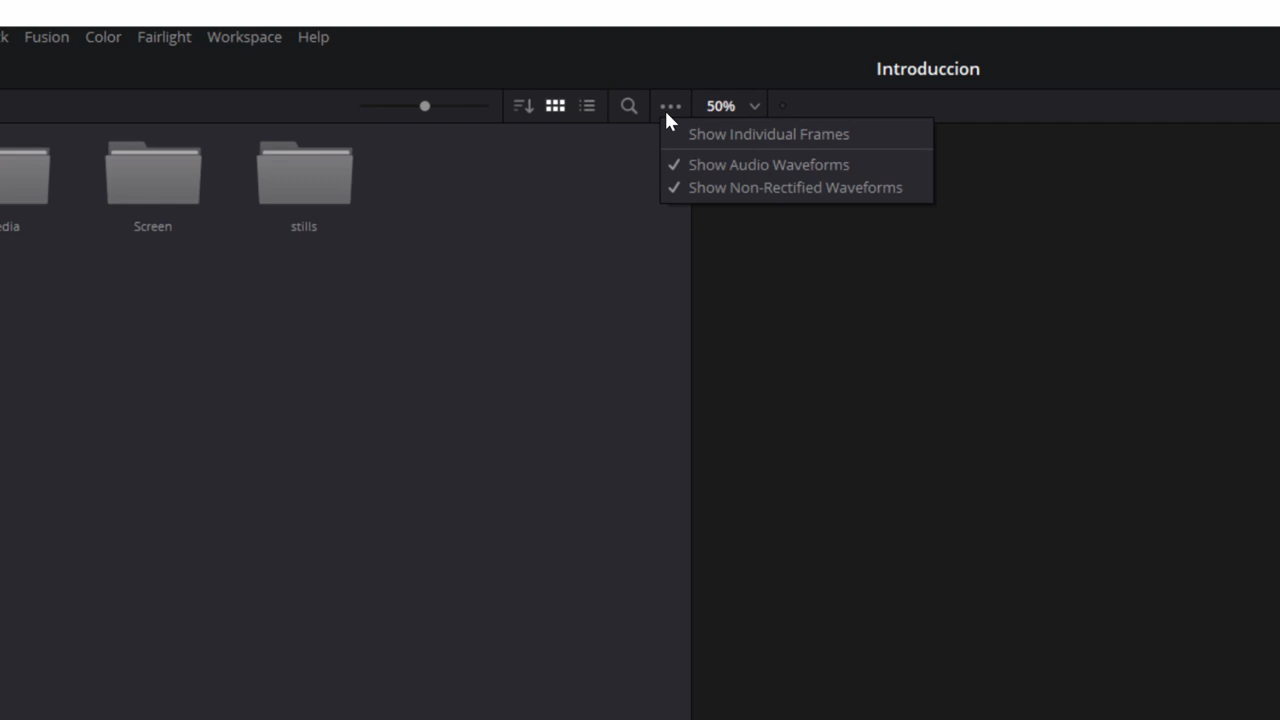 Fusion Color Fairlight Workspace Help
Introduccion
50%
Show Individual Frames
Show Audio Waveforms
Show Non-Rectified Waveforms
Screen stills